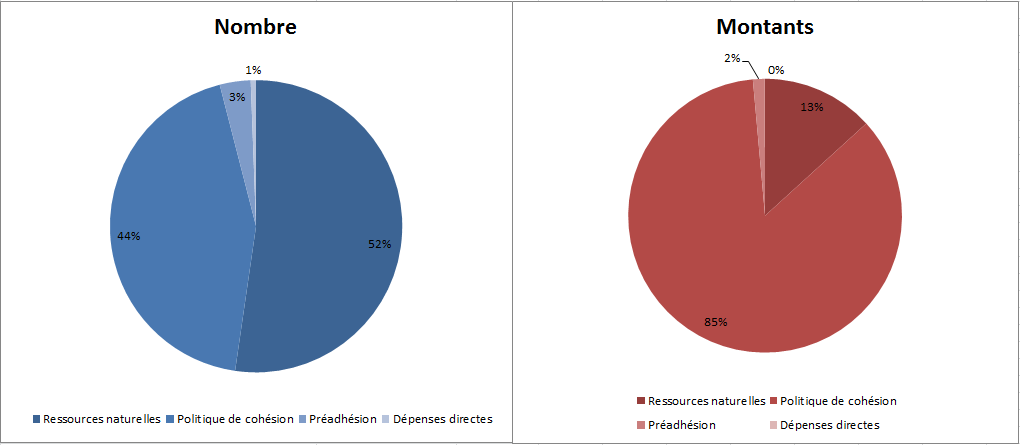 Nombre
1%
3%
44%
52%
Ressources naturelles Politique de cohésion Préadhésion Dépenses directes
Montants
2%
0%
13%
85%
Ressources naturelles Politique de cohésion
Préadhésion Dépenses directes